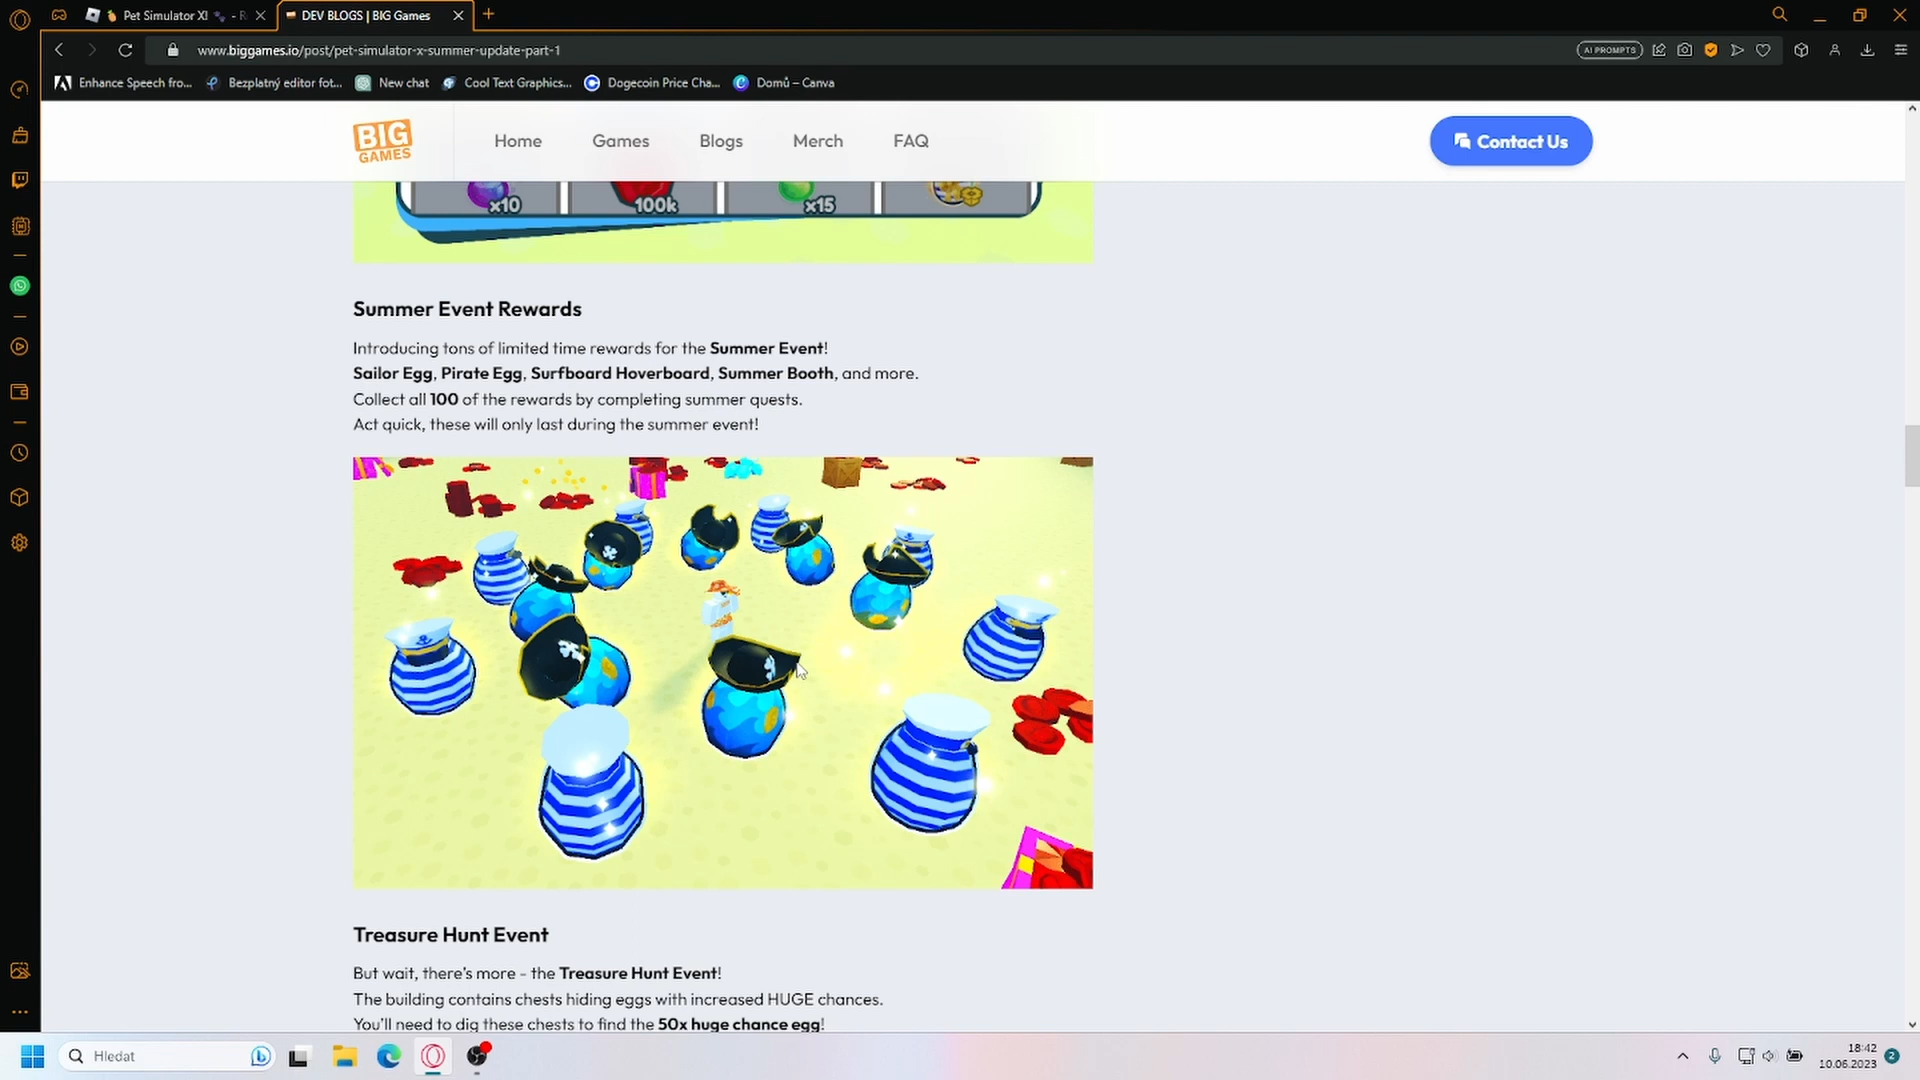 Pet Simulator X!
DEV BLOGS | BIG Games
www.biggames.io/post/pet-simulator-x-summer-update-part-1
AI PROMPTS
Enhance Speech fro...
Bezplatný editor fot...
New chat
Cool Text Graphics...
Dogecoin Price Cha...
Domů – Canva
BIG
GAMES
Home
Games
Blogs
Merch
FAQ
Contact Us
x10
100k
x15
Summer Event Rewards
Introducing tons of limited time rewards for the Summer Event!
Sailor Egg, Pirate Egg, Surfboard Hoverboard, Summer Booth, and more.
Collect all 100 of the rewards by completing summer quests.
Act quick, these will only last during the summer event!
Treasure Hunt Event
But wait, there's more - the Treasure Hunt Event!
The building contains chests hiding eggs with increased HUGE chances.
You'll need to dig these chests to find the 50x huge chance egg!
Hledat
18:42
10.06.2023
2